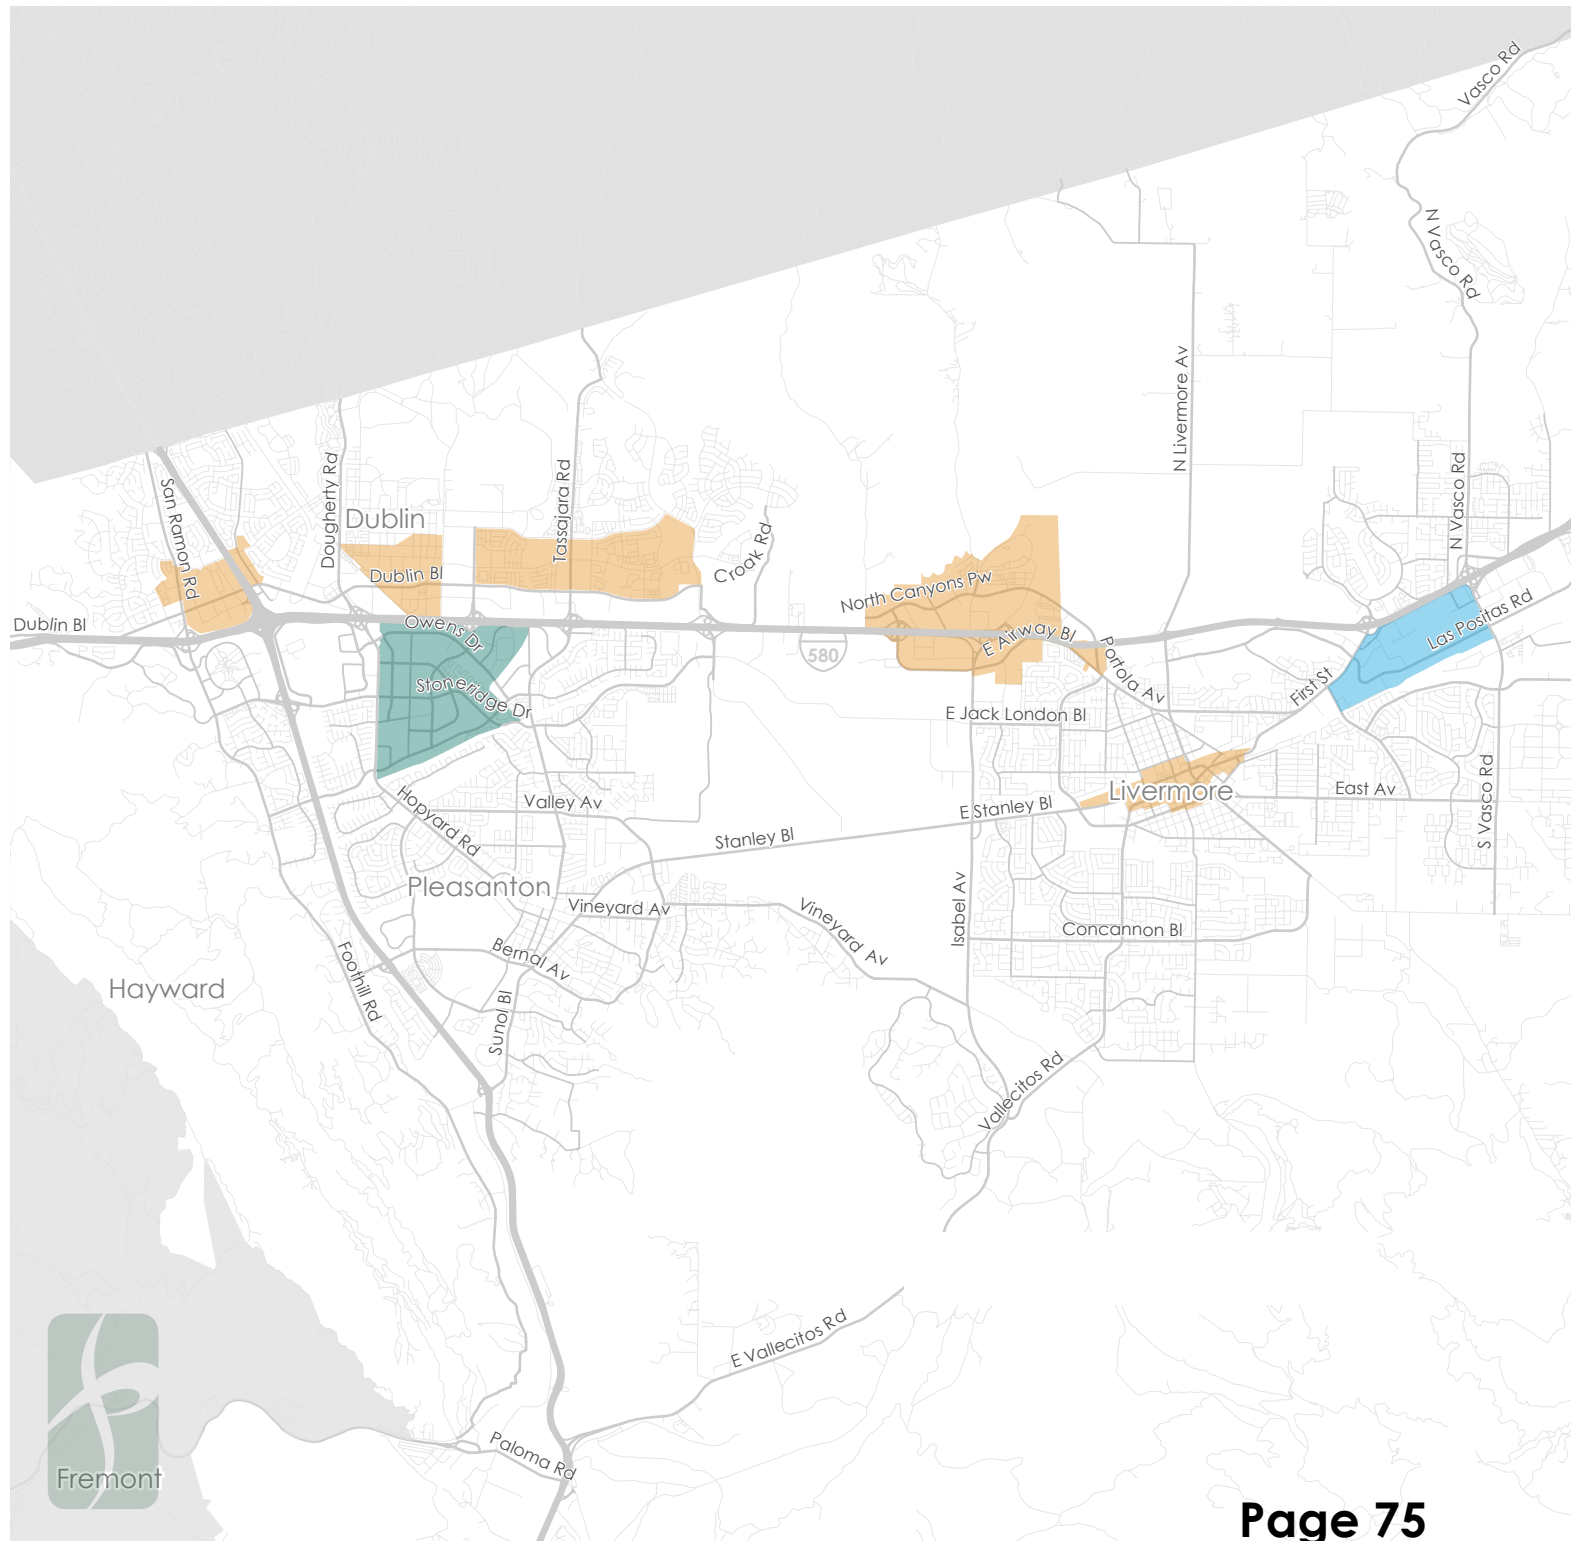 Vasco Rd
N Vasco Rd
N Livermore Av
San Ramon Rd
Dougherty Rd
Dublin
Tassajara Rd
Croak Rd
N Vasco Rd
Dublin Bl
North Canyons Pw
Las Positas Rd
Dublin Bl
Owens Dr
580
E Airway Bl
Portola Av
Stoneridge Dr
First St
E Jack London Bl
Hopyard Rd
Valley Av
E Stanley Bl
Livermore
East Av
S Vasco Rd
Stanley Bl
Pleasanton
Vineyard Av
Vineyard Av
Isabel Av
Concannon Bl
Bernal Av
Hayward
Foothill Rd
Sunol Bl
Vallecitos Rd
E Vallecitos Rd
Paloma Rd
Fremont
Page 75